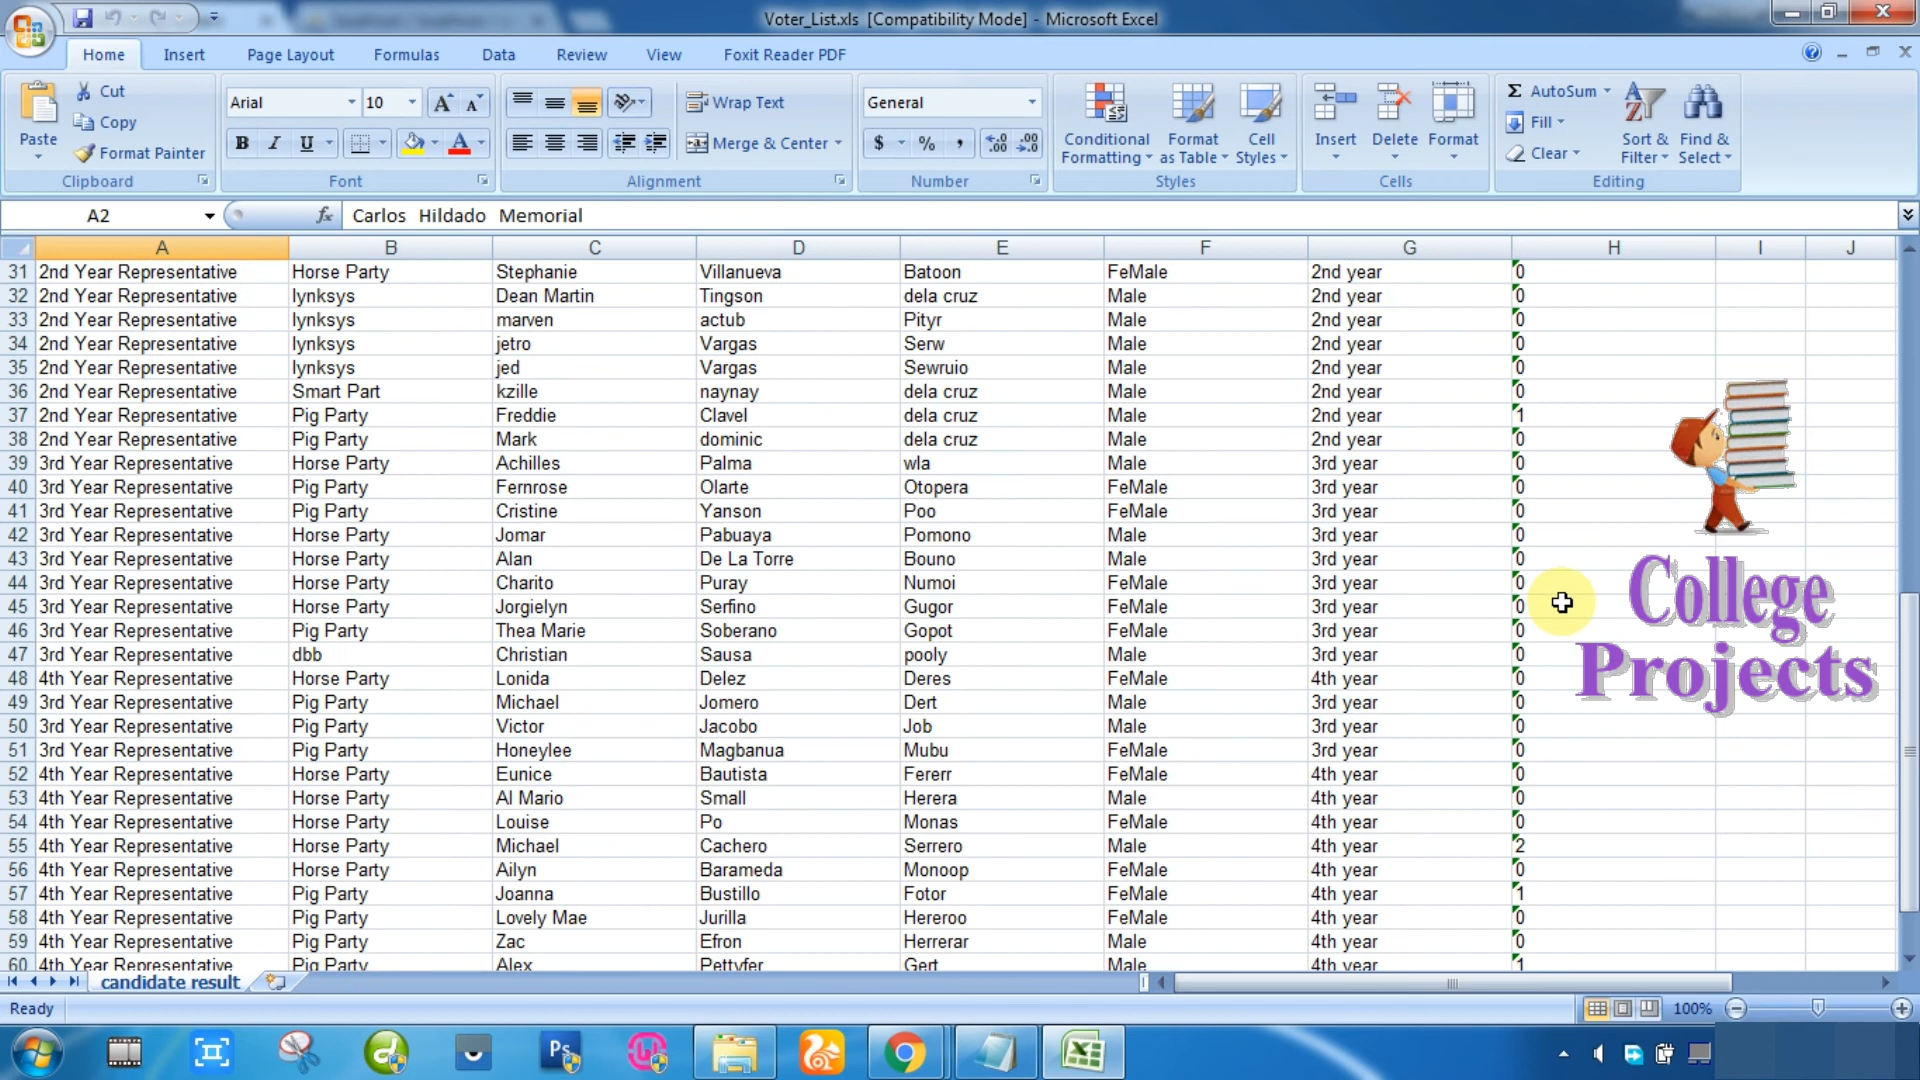 Voter_List.xls [Compatibility Mode] - Microsoft Excel
Home Insert Page Layout Formulas Data Review View Foxit Reader PDF
Paste Cut Copy Format Painter Clipboard
Arial 10 Font
Wrap Text Merge & Center Alignment
General $ % , Number
Conditional Formatting Format as Table Cell Styles Styles
Insert Delete Format Cells
AutoSum Fill Clear Sort & Filter Find & Select Editing
A2 fx Carlos Hildado Memorial
A B C D E F G H I J
31 2nd Year Representative Horse Party Stephanie Villanueva Batoon FeMale 2nd year 0
32 2nd Year Representative lynksys Dean Martin Tingson dela cruz Male 2nd year 0
33 2nd Year Representative lynksys marven actub Pityr Male 2nd year 0
34 2nd Year Representative lynksys jetro Vargas Serw Male 2nd year 0
35 2nd Year Representative lynksys jed Vargas Sewruio Male 2nd year 0
36 2nd Year Representative Smart Part kzille naynay dela cruz Male 2nd year 0
37 2nd Year Representative Pig Party Freddie Clavel dela cruz Male 2nd year 1
38 2nd Year Representative Pig Party Mark dominic dela cruz Male 2nd year 0
39 3rd Year Representative Horse Party Achilles Palma wla Male 3rd year 0
40 3rd Year Representative Pig Party Fernrose Olarte Otopera FeMale 3rd year 0
41 3rd Year Representative Pig Party Cristine Yanson Poo FeMale 3rd year 0
42 3rd Year Representative Horse Party Jomar Pabuaya Pomono Male 3rd year 0
43 3rd Year Representative Horse Party Alan De La Torre Bouno Male 3rd year 0
44 3rd Year Representative Horse Party Charito Puray Numoi FeMale 3rd year 0
45 3rd Year Representative Horse Party Jorgielyn Serfino Gugor FeMale 3rd year 0
46 3rd Year Representative Pig Party Thea Marie Soberano Gopot FeMale 3rd year 0
47 3rd Year Representative dbb Christian Sausa pooly Male 3rd year 0
48 4th Year Representative Horse Party Lonida Delez Deres FeMale 4th year 0
49 3rd Year Representative Pig Party Michael Jomero Dert Male 3rd year 0
50 3rd Year Representative Pig Party Victor Jacobo Job Male 3rd year 0
51 3rd Year Representative Pig Party Honeylee Magbanua Mubu FeMale 3rd year 0
52 4th Year Representative Horse Party Eunice Bautista Fererr FeMale 4th year 0
53 4th Year Representative Horse Party Al Mario Small Herera Male 4th year 0
54 4th Year Representative Horse Party Louise Po Monas FeMale 4th year 0
55 4th Year Representative Horse Party Michael Cachero Serrero Male 4th year 2
56 4th Year Representative Horse Party Ailyn Barameda Monoop FeMale 4th year 0
57 4th Year Representative Pig Party Joanna Bustillo Fotor FeMale 4th year 1
58 4th Year Representative Pig Party Lovely Mae Jurilla Hereroo FeMale 4th year 0
59 4th Year Representative Pig Party Zac Efron Herrerar Male 4th year 0
60 4th Year Representative Pig Party Alex Pettyfer Gert Male 4th year 1
College
Projects
candidate result
Ready 100%
Ps